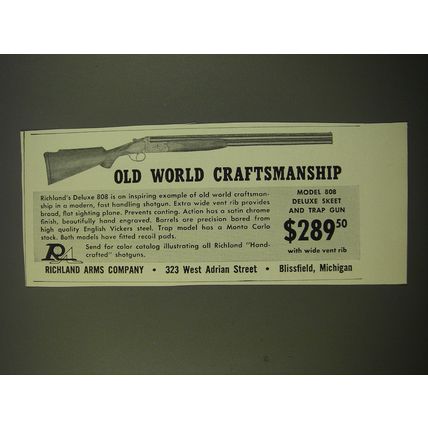 OLD WORLD CRAFTSMANSHIP
Richland's Deluxe 808 is an inspiring example of old world craftsman-
ship in a modern, fast handling shotgun. Extra wide vent rib provides
broad, flat sighting plane. Prevents canting. Action has a satin chrome
finish, beautifully hand engraved. Barrels are precision bored from
high quality English Vickers steel. Trap model has a Monte Carlo
stock. Both models have fitted recoil pads.
Send for color catalog illustrating all Richland "Hand-
crafted" shotguns.
MODEL 808
DELUXE SKEET
AND TRAP GUN
$289.50
with wide vent rib
RICHLAND ARMS COMPANY • 323 West Adrian Street • Blissfield, Michigan